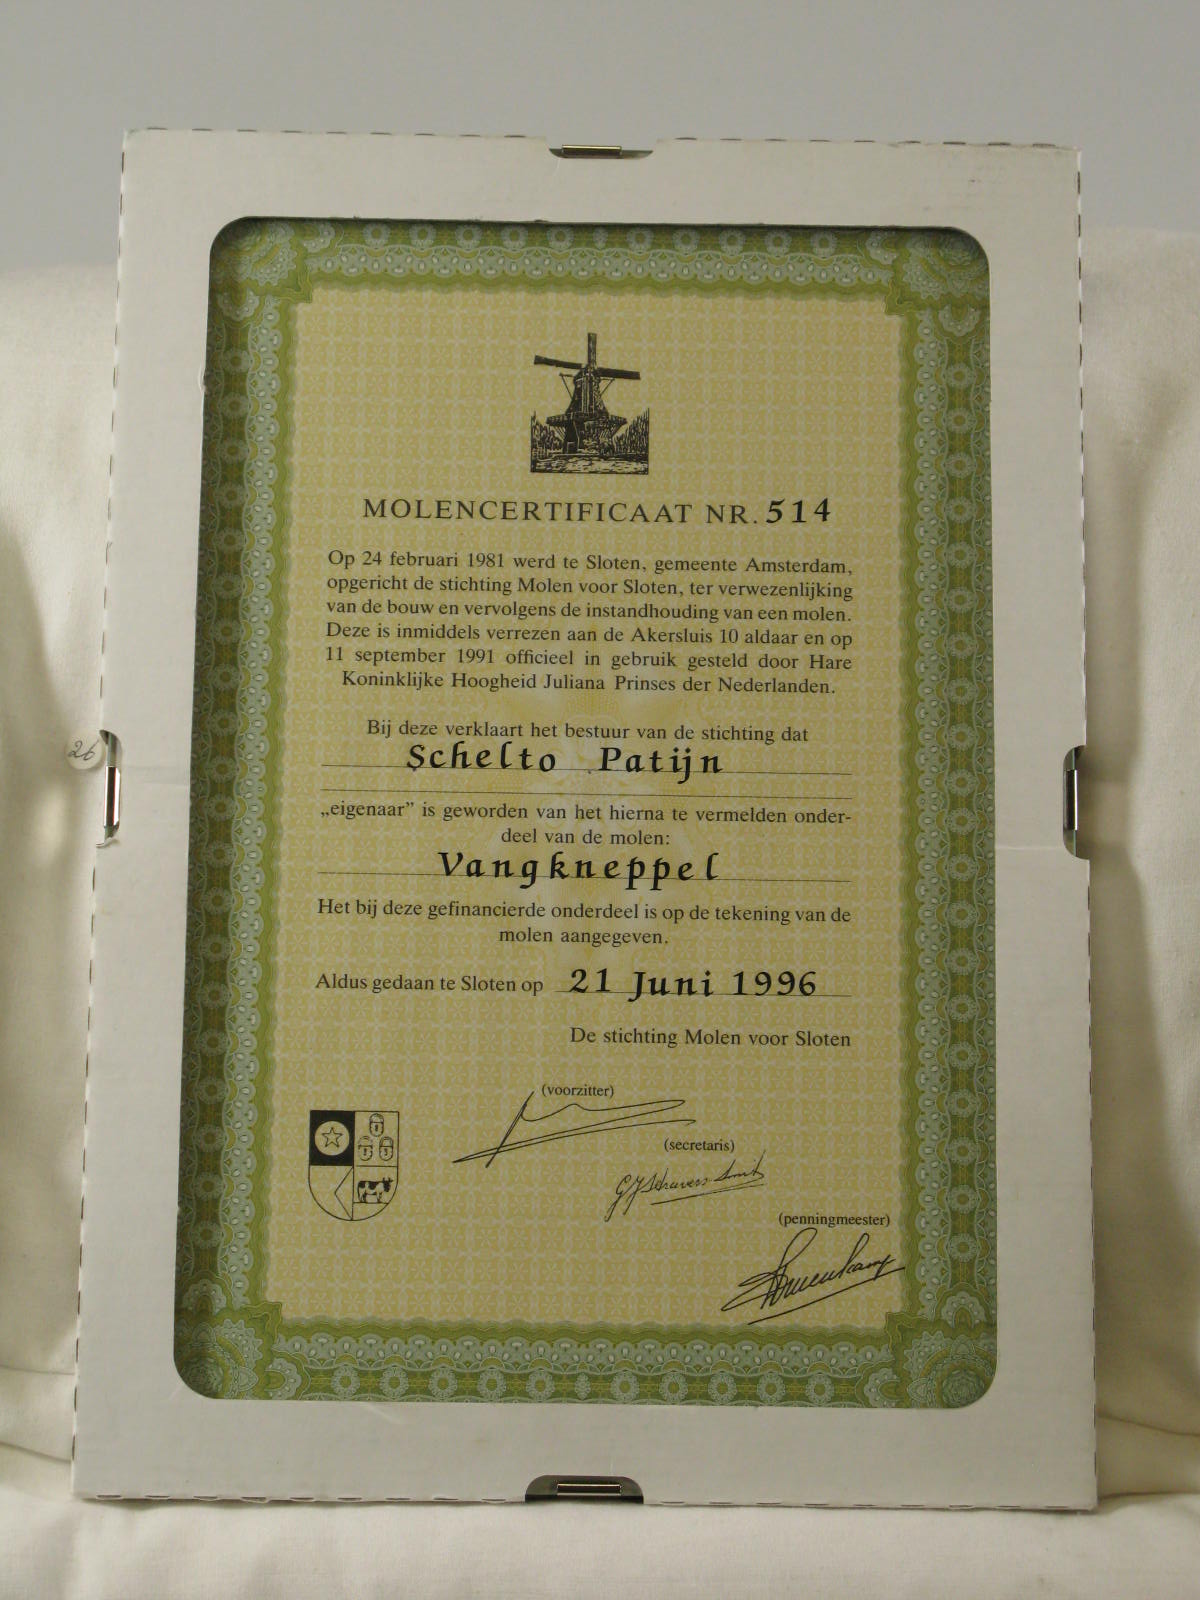 MOLENCERTIFICAAT NR. 514
Op 24 februari 1981 werd te Sloten, gemeente Amsterdam,
opgericht de stichting Molen voor Sloten, ter verwezenlijking
van de bouw en vervolgens de instandhouding van een molen.
Deze is inmiddels verrezen aan de Akersluis 10 aldaar en op
11 september 1991 officieel in gebruik gesteld door Hare
Koninklijke Hoogheid Juliana Prinses der Nederlanden.
Bij deze verklaart het bestuur van de stichting dat
Schelto Patijn
„eigenaar” is geworden van het hierna te vermelden onder-
deel van de molen:
Vangkneppel
Het bij deze gefinancierde onderdeel is op de tekening van de
molen aangegeven.
Aldus gedaan te Sloten op 21 Juni 1996
De stichting Molen voor Sloten
(voorzitter)
(secretaris)
(penningmeester)
26